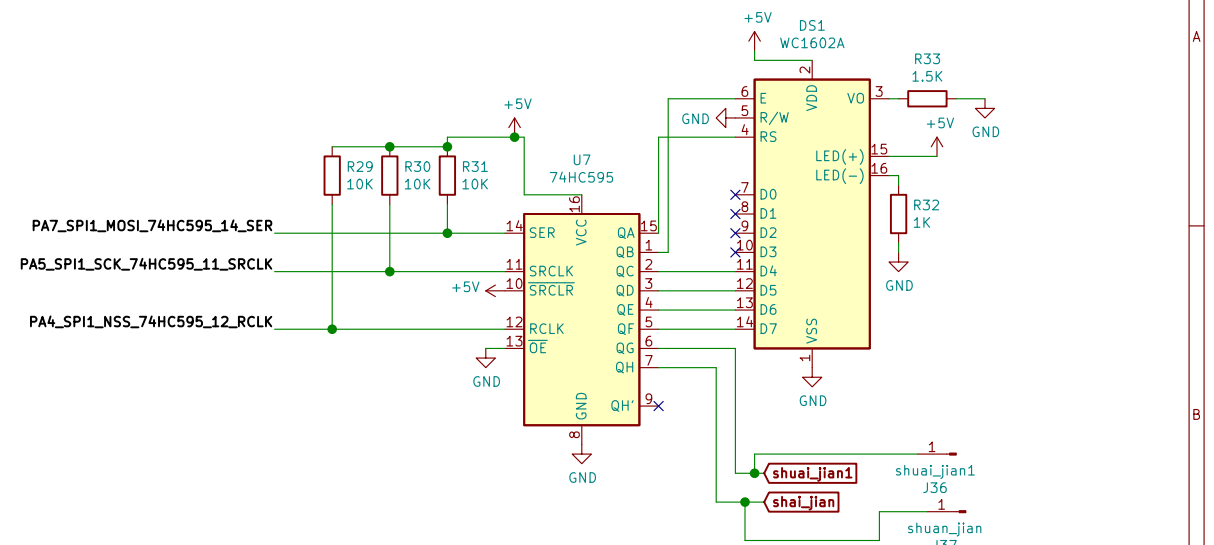 +5V
DS1
WC1602A
A
R33
1.5K
2
VDD
6 E
VO 3
GND
5 R/W
4 RS
GND
+5V
+5V
LED(+) 15
LED(-) 16
R29
10K
R30
10K
R31
10K
U7
74HC595
16
VCC
7 D0
8 D1
9 D2
10 D3
11 D4
12 D5
13 D6
14 D7
R32
1K
GND
VSS
1
GND
PA7_SPI1_MOSI_74HC595_14_SER
14 SER
QA 15
QB 1
PA5_SPI1_SCK_74HC595_11_SRCLK
11 SRCLK
QC 2
+5V
10 SRCLR
QD 3
QE 4
PA4_SPI1_NSS_74HC595_12_RCLK
12 RCLK
QF 5
13 OE
QG 6
GND
QH 7
GND
QH' 9
8
GND
B
1
shuai_jian1
shuai_jian1
J36
shai_jian
1
shuan_jian
J37